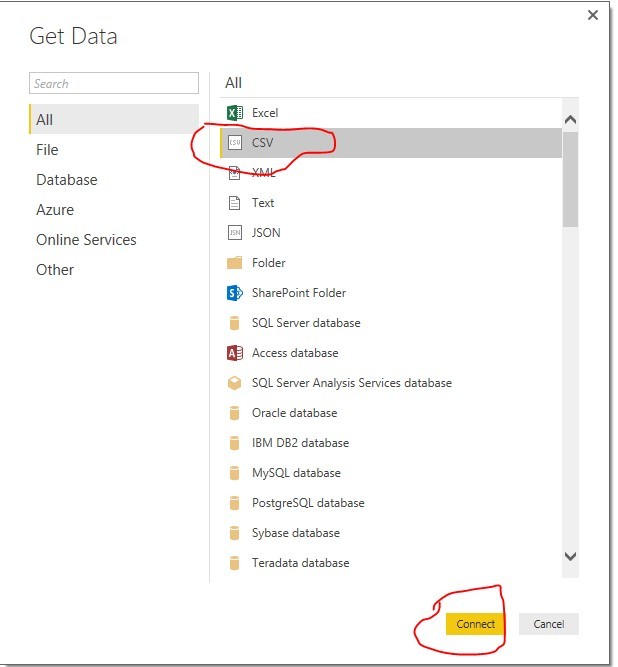 Get Data
Search
All
File
Database
Azure
Online Services
Other
All
Excel
CSV
XML
Text
JSON
Folder
SharePoint Folder
SQL Server database
Access database
SQL Server Analysis Services database
Oracle database
IBM DB2 database
MySQL database
PostgreSQL database
Sybase database
Teradata database
Connect
Cancel